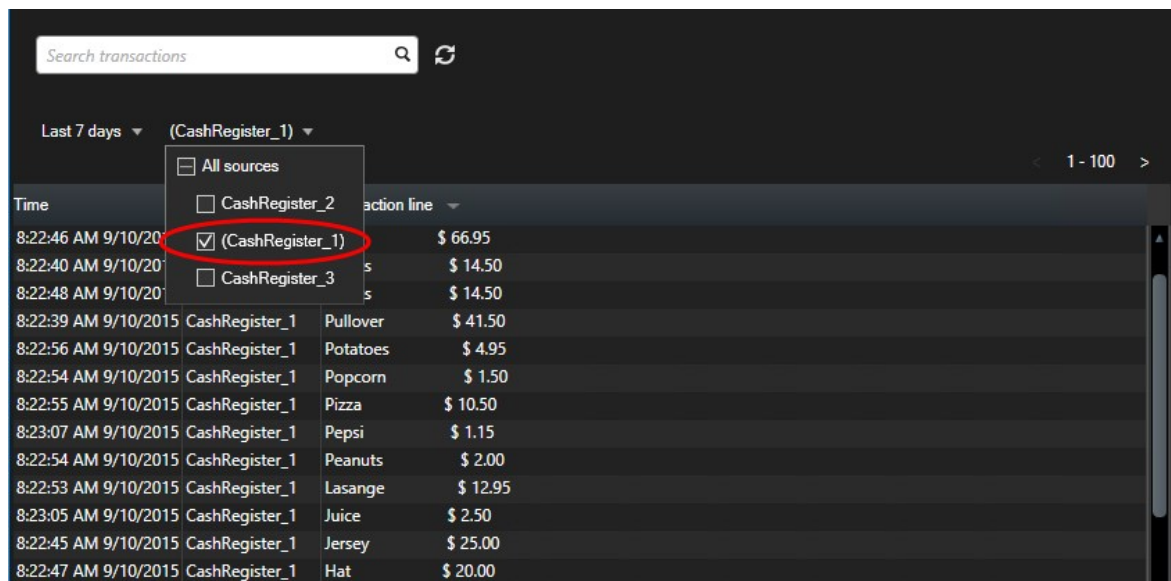 Search transactions
Last 7 days (CashRegister_1)
All sources
1 - 100 >
CashRegister_2
Time action line
(CashRegister_1)
8:22:46 AM 9/10/20 $ 66.95
8:22:40 AM 9/10/20 s $ 14.50
CashRegister_3
8:22:48 AM 9/10/20 s $ 14.50
8:22:39 AM 9/10/2015 CashRegister_1 Pullover $ 41.50
8:22:56 AM 9/10/2015 CashRegister_1 Potatoes $ 4.95
8:22:54 AM 9/10/2015 CashRegister_1 Popcorn $ 1.50
8:22:55 AM 9/10/2015 CashRegister_1 Pizza $ 10.50
8:23:07 AM 9/10/2015 CashRegister_1 Pepsi $ 1.15
8:22:54 AM 9/10/2015 CashRegister_1 Peanuts $ 2.00
8:22:53 AM 9/10/2015 CashRegister_1 Lasange $ 12.95
8:23:05 AM 9/10/2015 CashRegister_1 Juice $ 2.50
8:22:45 AM 9/10/2015 CashRegister_1 Jersey $ 25.00
8:22:47 AM 9/10/2015 CashRegister_1 Hat $ 20.00